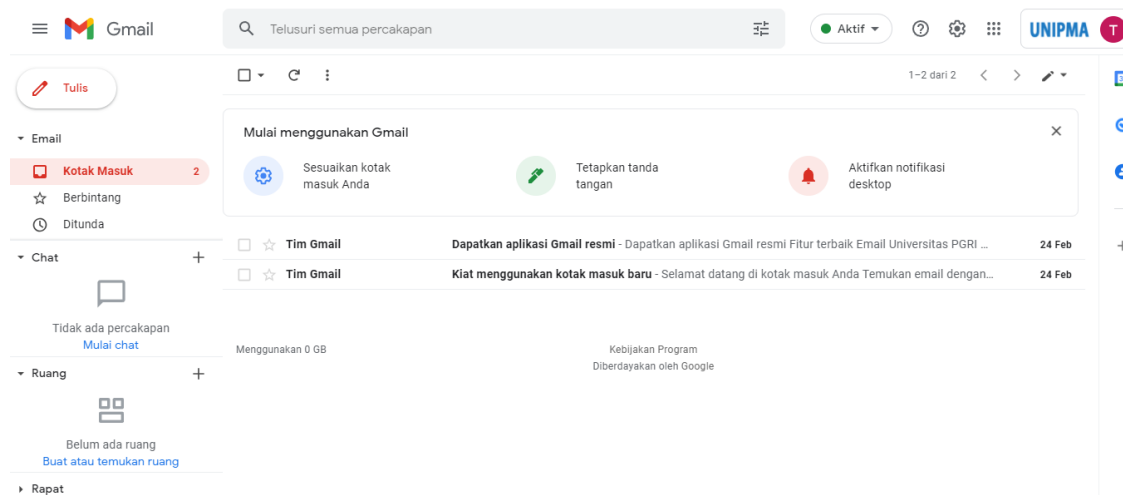 Gmail
Telusuri semua percakapan
Aktif
UNIPMA
T
Tulis
1–2 dari 2
Email
Kotak Masuk 2
Berbintang
Ditunda
Chat
Tidak ada percakapan
Mulai chat
Ruang
Belum ada ruang
Buat atau temukan ruang
Rapat
Mulai menggunakan Gmail
Sesuaikan kotak
masuk Anda
Tetapkan tanda
tangan
Aktifkan notifikasi
desktop
Tim Gmail Dapatkan aplikasi Gmail resmi - Dapatkan aplikasi Gmail resmi Fitur terbaik Email Universitas PGRI ... 24 Feb
Tim Gmail Kiat menggunakan kotak masuk baru - Selamat datang di kotak masuk Anda Temukan email dengan... 24 Feb
Menggunakan 0 GB
Kebijakan Program
Diberdayakan oleh Google